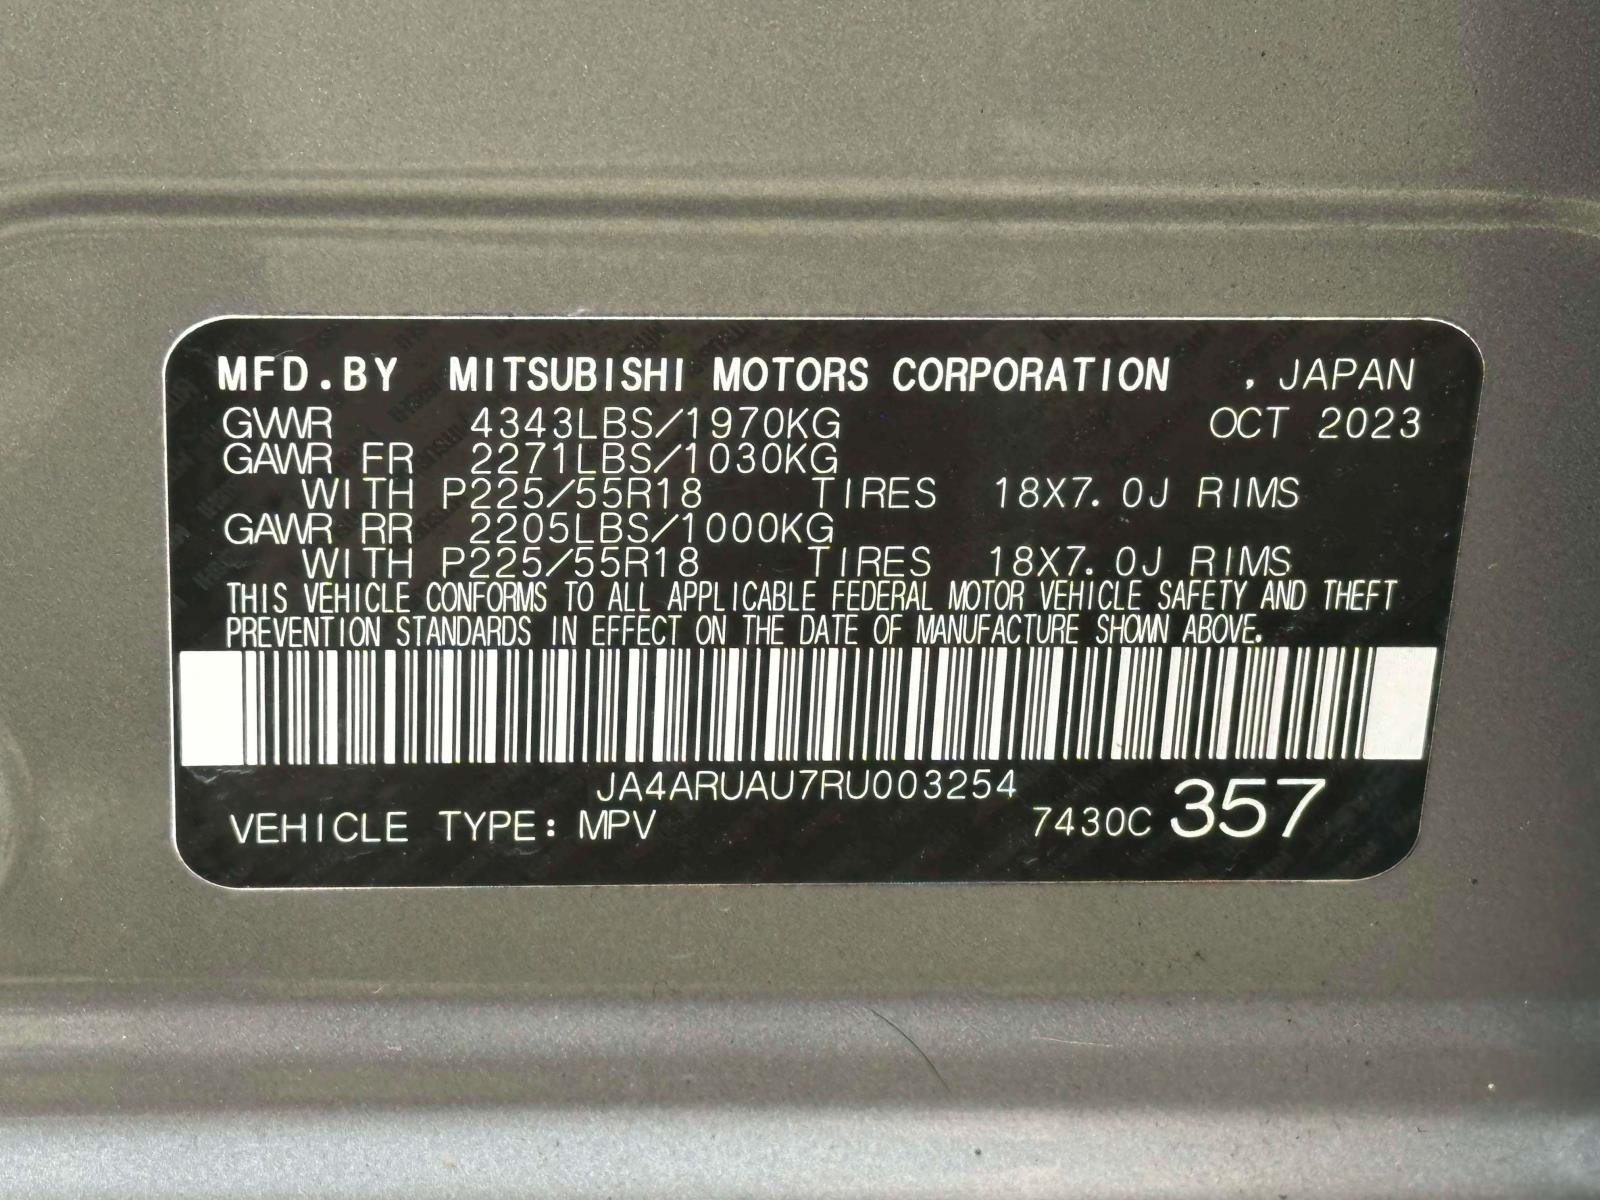 MFD.BY MITSUBISHI MOTORS CORPORATION , JAPAN
GVWR 4343LBS/1970KG OCT 2023
GAWR FR 2271LBS/1030KG
WITH P225/55R18 TIRES 18X7.0J RIMS
GAWR RR 2205LBS/1000KG
WITH P225/55R18 TIRES 18X7.0J RIMS
THIS VEHICLE CONFORMS TO ALL APPLICABLE FEDERAL MOTOR VEHICLE SAFETY AND THEFT
PREVENTION STANDARDS IN EFFECT ON THE DATE OF MANUFACTURE SHOWN ABOVE.
JA4ARUAU7RU003254
VEHICLE TYPE: MPV 7430C 357